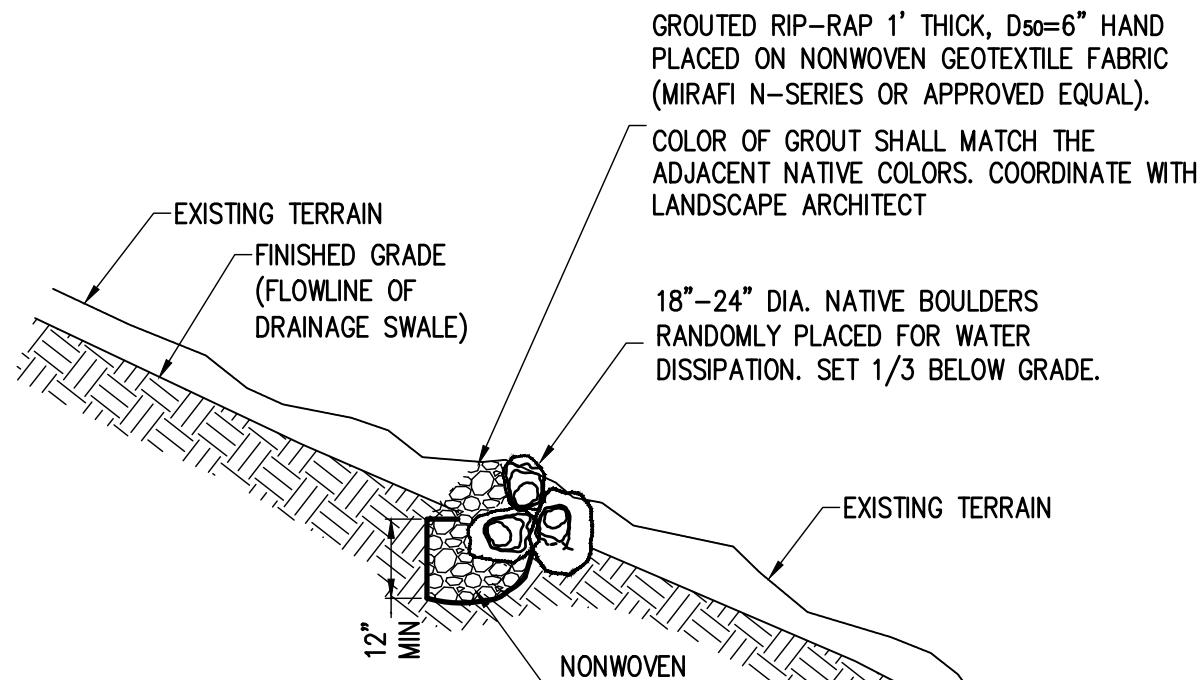 GROUTED RIP-RAP 1' THICK, D50=6" HAND
PLACED ON NONWOVEN GEOTEXTILE FABRIC
(MIRAFI N-SERIES OR APPROVED EQUAL).
COLOR OF GROUT SHALL MATCH THE
ADJACENT NATIVE COLORS. COORDINATE WITH
LANDSCAPE ARCHITECT
EXISTING TERRAIN
FINISHED GRADE
(FLOWLINE OF
DRAINAGE SWALE)
18"-24" DIA. NATIVE BOULDERS
RANDOMLY PLACED FOR WATER
DISSIPATION. SET 1/3 BELOW GRADE.
EXISTING TERRAIN
12"
MIN
NONWOVEN